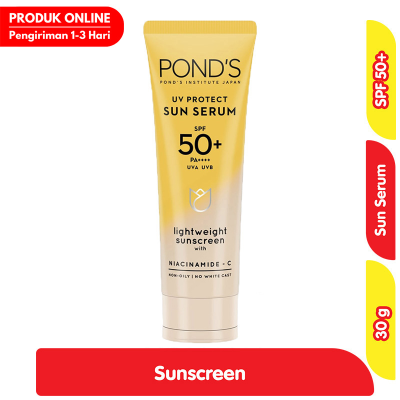 PRODUK ONLINE
Pengiriman 1-3 Hari
POND'S
POND'S INSTITUTE JAPAN
UV PROTECT
SUN SERUM
SPF
50+
PA++++
UVA UVB
lightweight
sunscreen
with
NIACINAMIDE - C
NON-OILY | NO WHITE CAST
SPF 50+
Sun Serum
30 g
Sunscreen